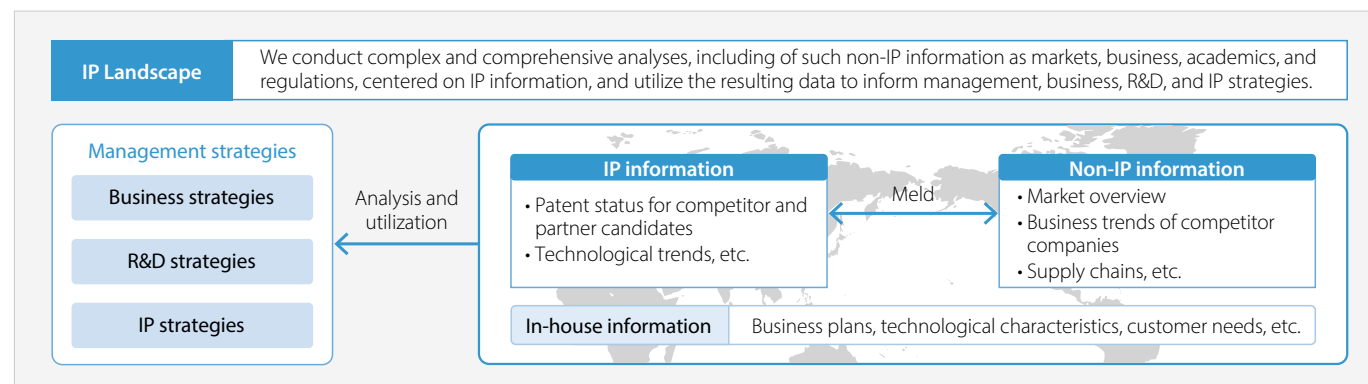 IP Landscape
We conduct complex and comprehensive analyses, including of such non-IP information as markets, business, academics, and
regulations, centered on IP information, and utilize the resulting data to inform management, business, R&D, and IP strategies.
Management strategies
Business strategies
R&D strategies
IP strategies
Analysis and
utilization
IP information
• Patent status for competitor and
partner candidates
• Technological trends, etc.
Meld
Non-IP information
• Market overview
• Business trends of competitor
companies
• Supply chains, etc.
In-house information
Business plans, technological characteristics, customer needs, etc.